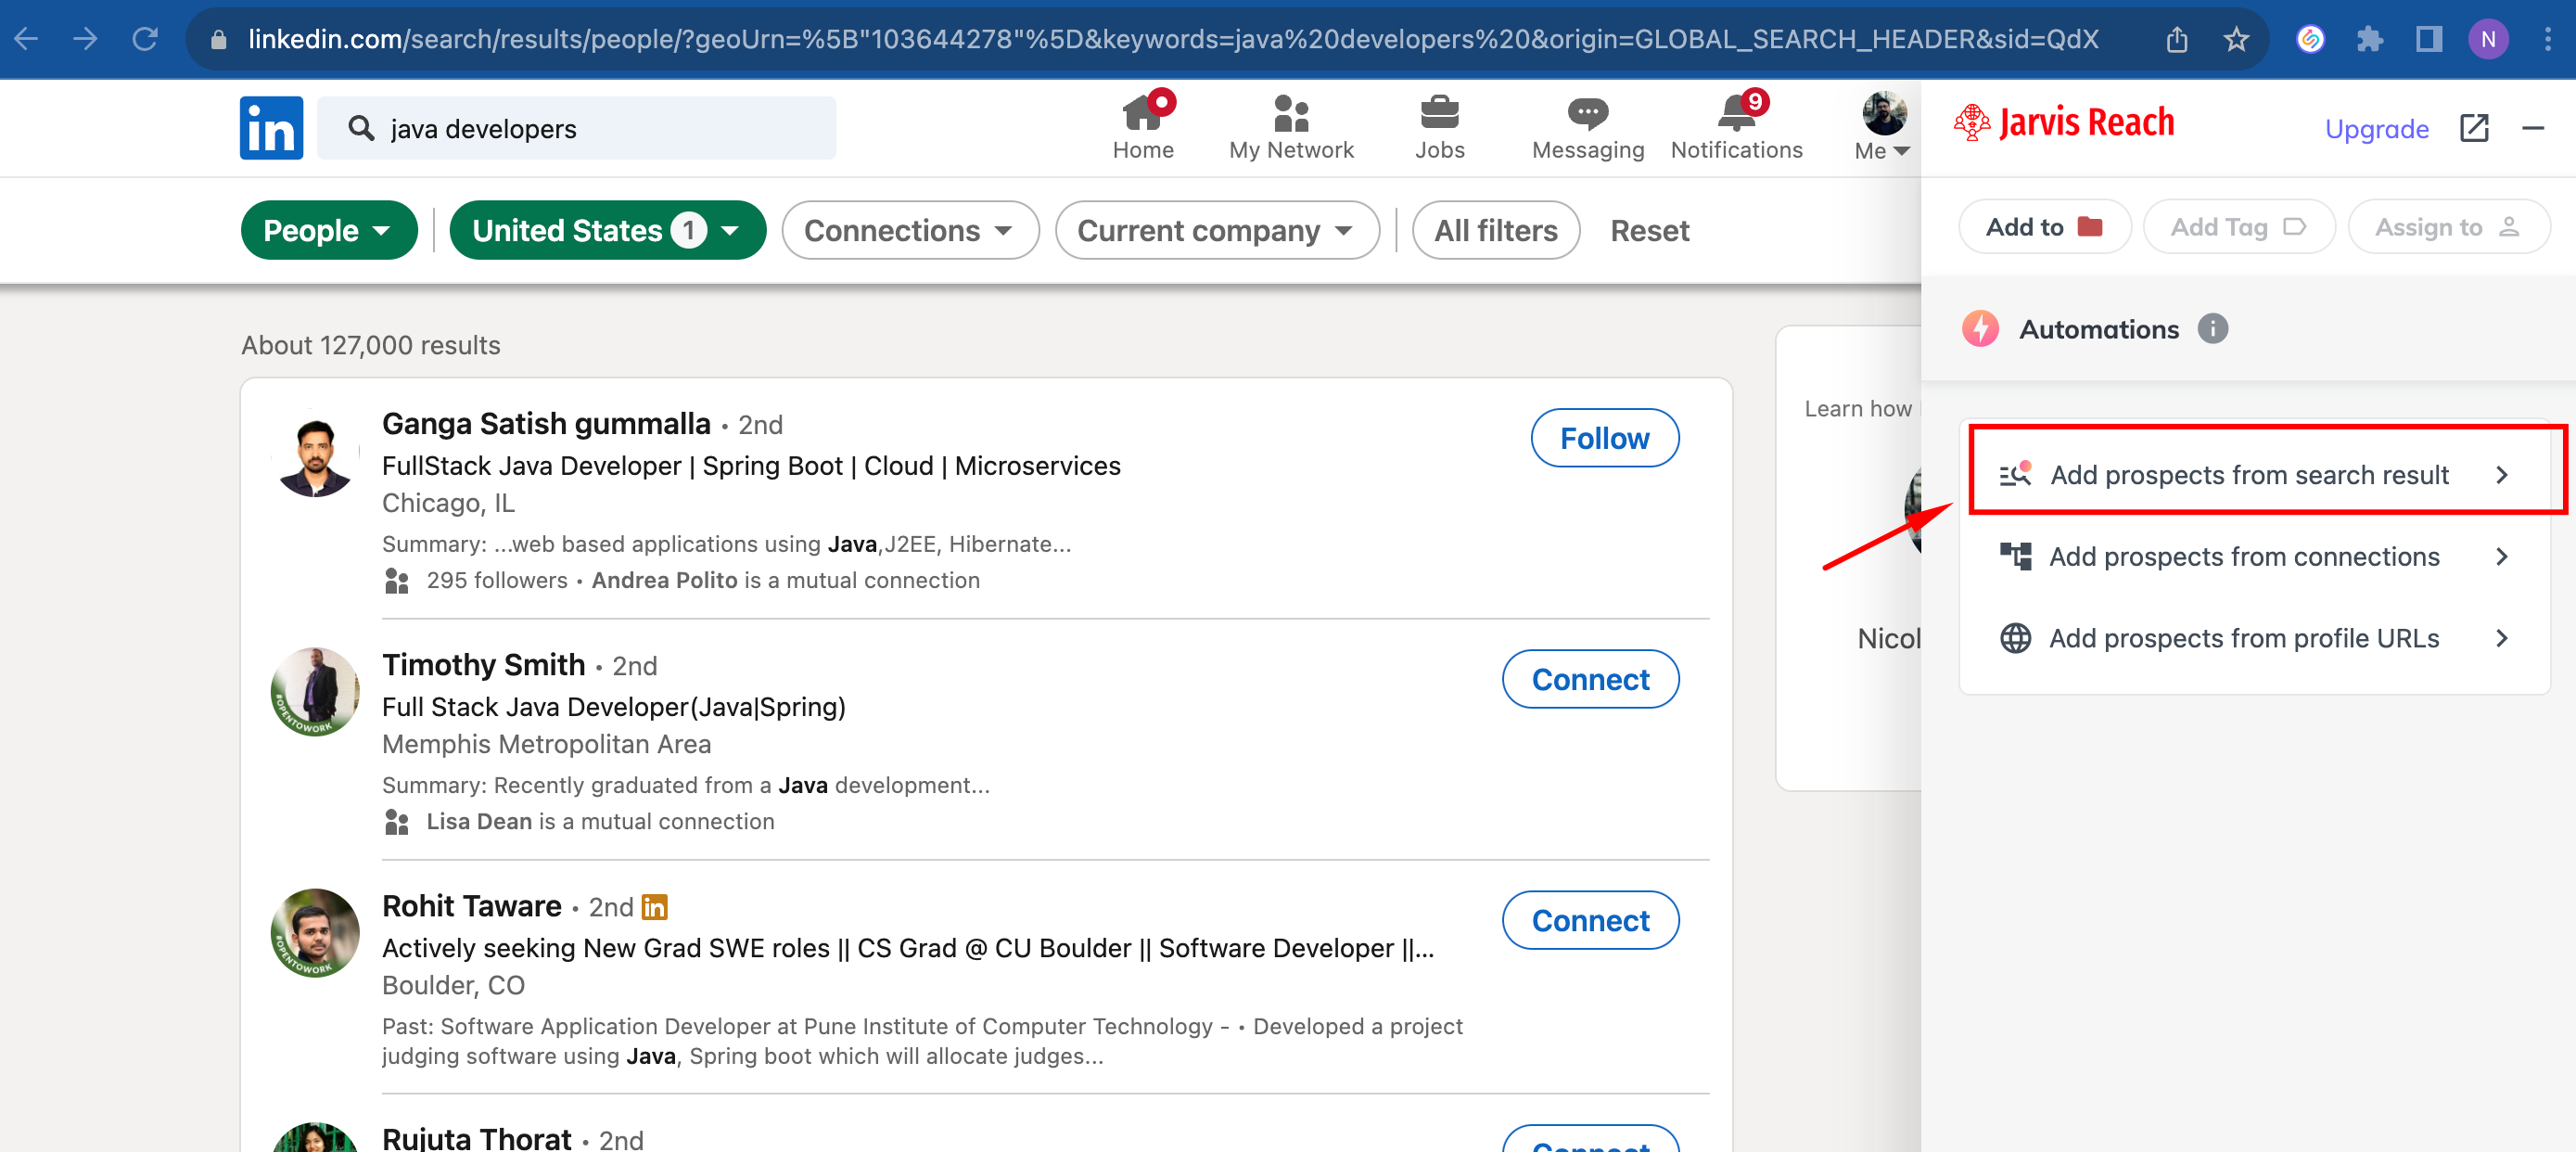 linkedin.com/search/results/people/?geoUrn=%5B"103644278"%5D&keywords=java%20developers%20&origin=GLOBAL_SEARCH_HEADER&sid=QdX
N
in
java developers
Home
My Network
Jobs
Messaging
9
Notifications
Me
Jarvis Reach
Upgrade
People
United States 1
Connections
Current company
All filters
Reset
Add to
Add Tag
Assign to
Automations
About 127,000 results
Learn how
Ganga Satish gummalla • 2nd
Follow
FullStack Java Developer | Spring Boot | Cloud | Microservices
Chicago, IL
Summary: ...web based applications using Java,J2EE, Hibernate...
295 followers • Andrea Polito is a mutual connection
Add prospects from search result
Add prospects from connections
Add prospects from profile URLs
Nicol
Timothy Smith • 2nd
Connect
Full Stack Java Developer(Java|Spring)
Memphis Metropolitan Area
#OPENTOWORK
Summary: Recently graduated from a Java development...
Lisa Dean is a mutual connection
Rohit Taware • 2nd in
Connect
Actively seeking New Grad SWE roles || CS Grad @ CU Boulder || Software Developer ||...
#OPENTOWORK
Boulder, CO
Past: Software Application Developer at Pune Institute of Computer Technology - • Developed a project
judging software using Java, Spring boot which will allocate judges...
Rujuta Thorat • 2nd
Connect